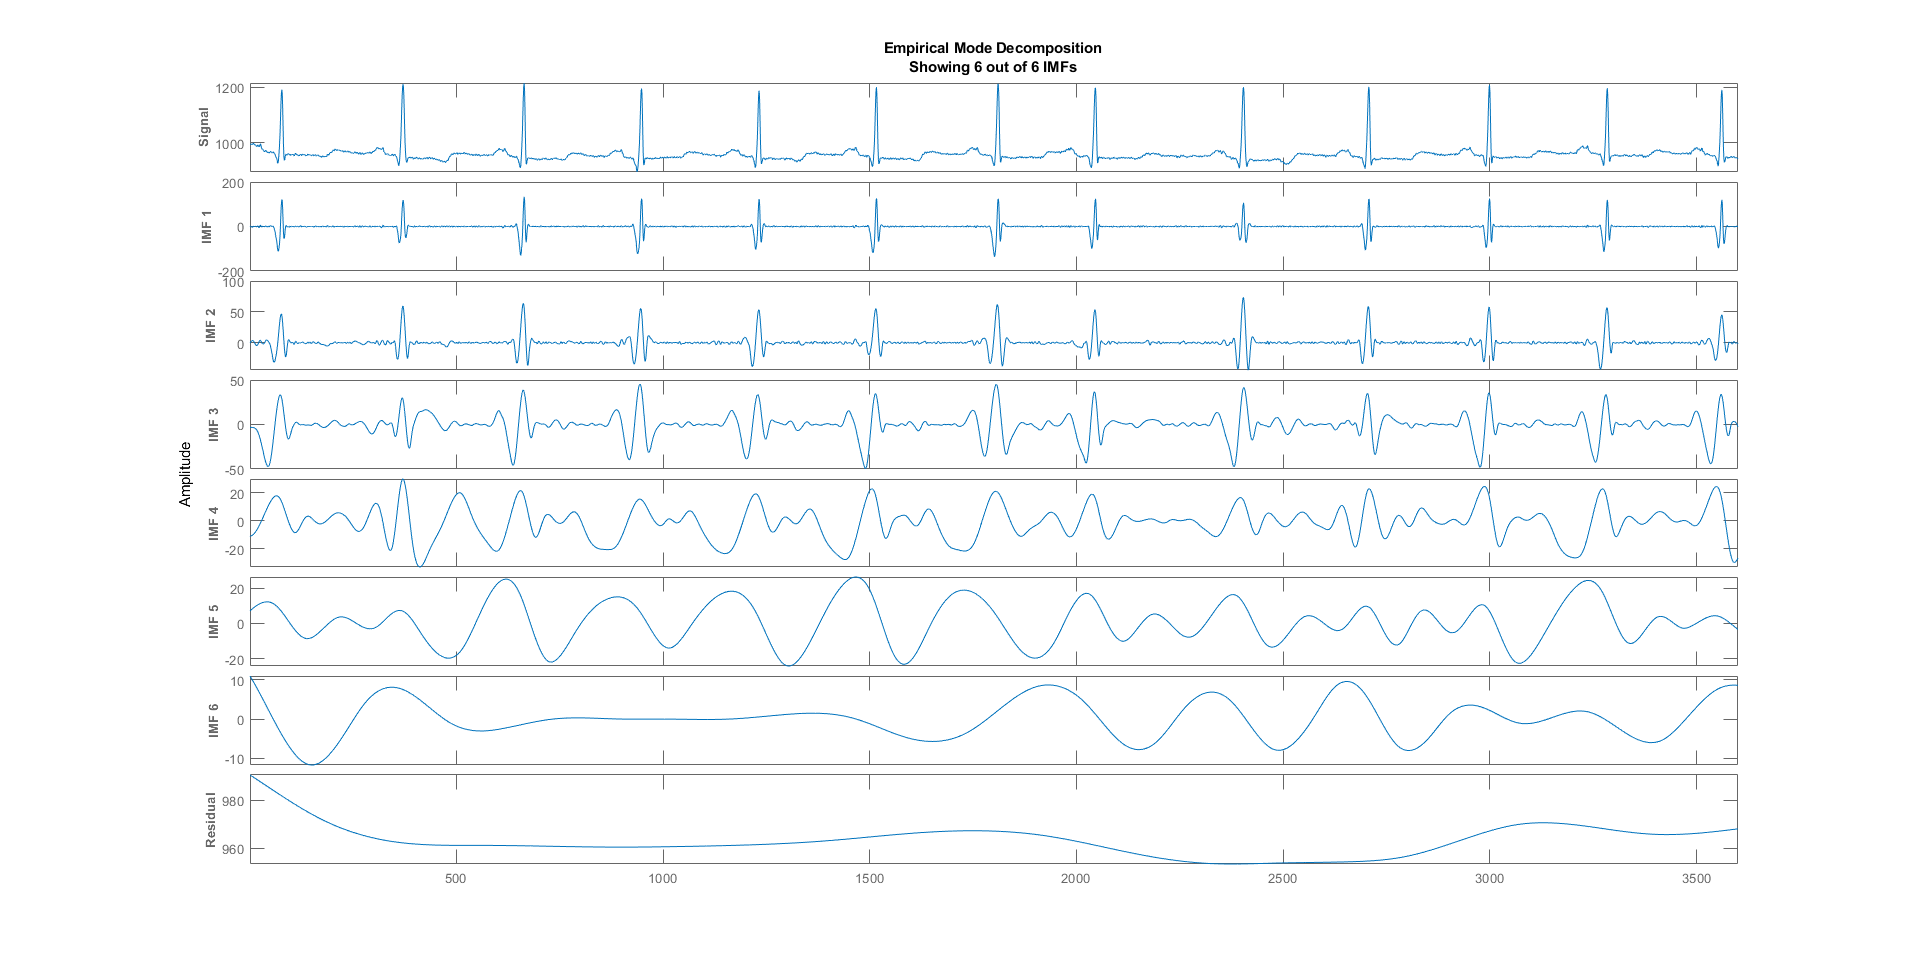 Empirical Mode Decomposition
Showing 6 out of 6 IMFs
Amplitude
Signal
1200
1000
IMF 1
200
0
-200
IMF 2
100
50
0
IMF 3
50
0
-50
IMF 4
20
0
-20
IMF 5
20
0
-20
IMF 6
10
0
-10
Residual
980
960
500 1000 1500 2000 2500 3000 3500